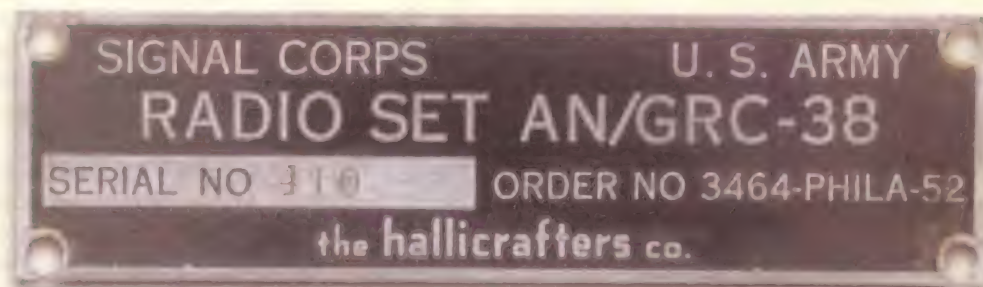 SIGNAL CORPS U. S. ARMY
RADIO SET AN/GRC-38
SERIAL NO ORDER NO 3464-PHILA-52
the hallicrafters co.